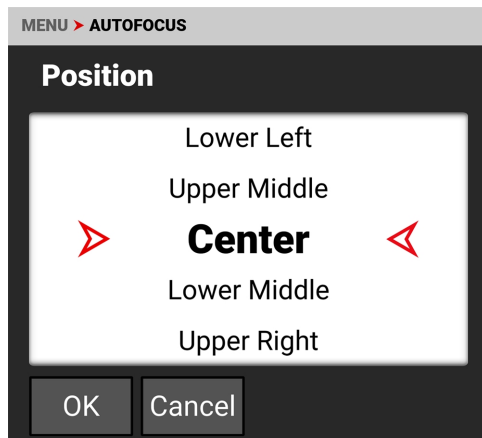 MENU ➤ AUTOFOCUS
Position
Lower Left
Upper Middle
Center
Lower Middle
Upper Right
OK Cancel